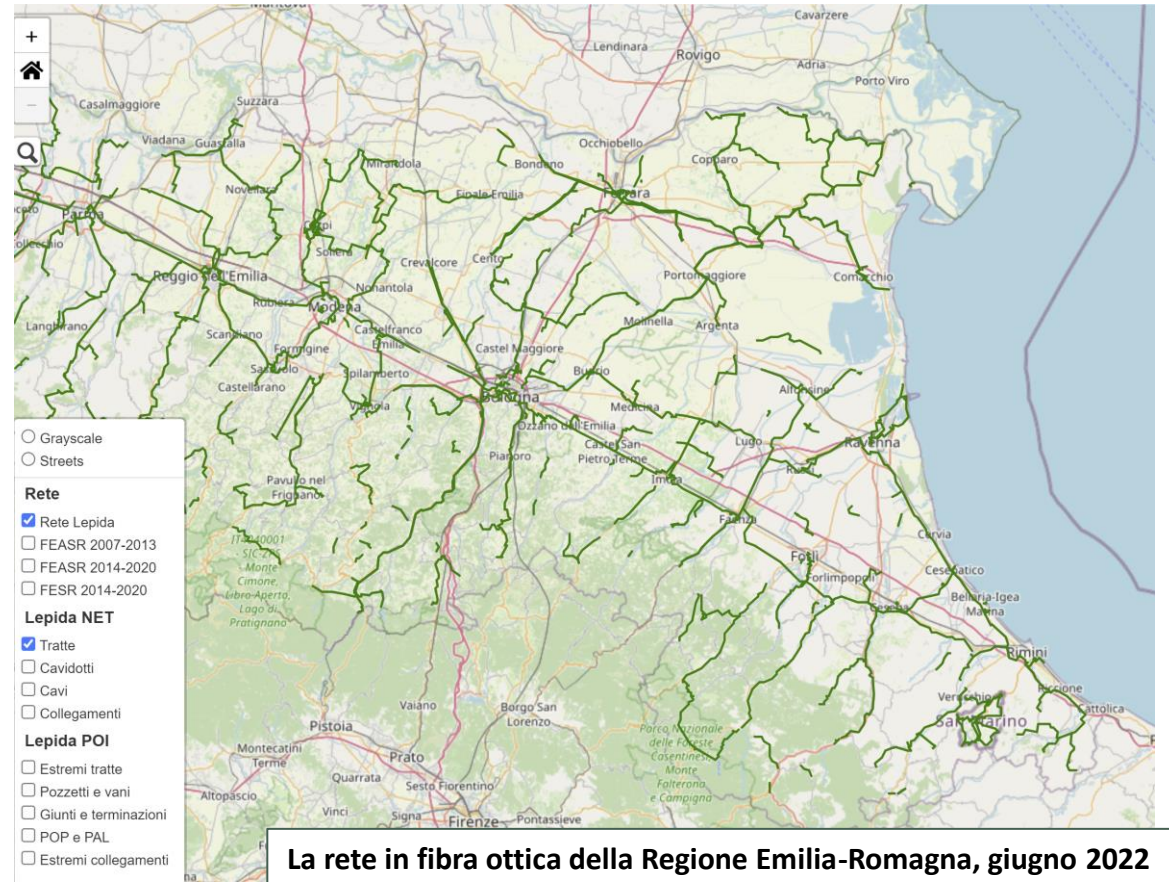 Cavarzere
Lendinara
Rovigo
Adria
Porto Viro
Casalmaggiore
Suzzara
Viadana
Guastalla
Occhiobello
Mirandola
Bondeno
Copparo
Novellara
Finale Emilia
Ferrara
Parma
Soliera
Crevalcore
Cento
Reggio nell'Emilia
Portomaggiore
Comacchio
Nonantola
Rubiera
Modena
Molinella
Argenta
Langhirano
Scandiano
Castelfranco
Emilia
Formigine
Castel Maggiore
Sassuolo
Spilamberto
Budrio
Castellarano
Alfonsine
Vignola
Bologna
Medicina
Ozzano dell'Emilia
Castel San
Pietro Terme
Lugo
Ravenna
Pianoro
Russi
Imola
Pavullo nel
Frignano
Faenza
IT4040001
- SIC-ZPS
- Monte
Cimone,
Libro Aperto,
Lago di
Pratignano
Cervia
Forlì
Forlimpopoli
Cesenatico
Cesena
Bellaria-Igea
Marina
Rimini
Riccione
Verucchio
Cattolica
San Marino
Vaiano
Borgo San
Lorenzo
Parco Nazionale
delle Foreste
Casentinesi,
Monte
Falterona
e Campigna
Pistoia
Montecatini
Terme
Prato
Quarrata
Sesto Fiorentino
Altopascio
Vinci
Signa
Firenze
Pontassieve
+
−
Grayscale
Streets
Rete
Rete Lepida
FEASR 2007-2013
FEASR 2014-2020
FESR 2014-2020
Lepida NET
Tratte
Cavidotti
Cavi
Collegamenti
Lepida POI
Estremi tratte
Pozzetti e vani
Giunti e terminazioni
POP e PAL
Estremi collegamenti
La rete in fibra ottica della Regione Emilia-Romagna, giugno 2022